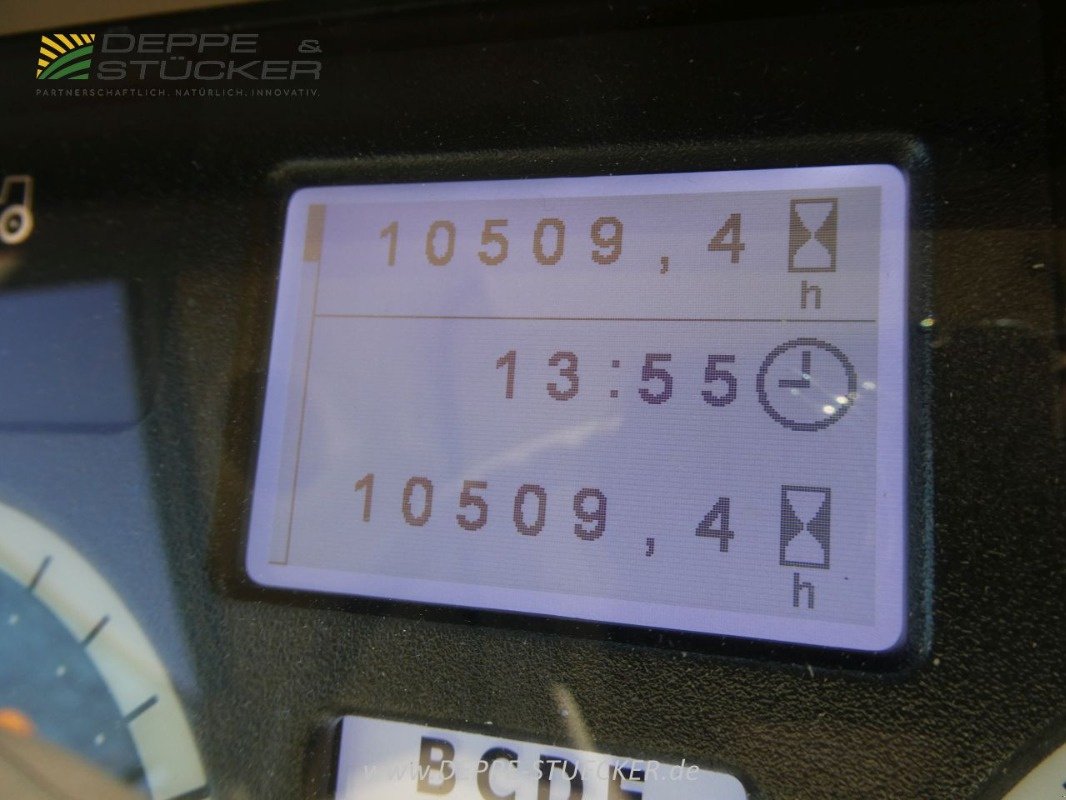 DEPPE &
STÜCKER
PARTNERSCHAFTLICH. NATÜRLICH. INNOVATIV.
10509,4
h
13:55
10509,4
h
BCDE
www.DEPPE-STUECKER.de